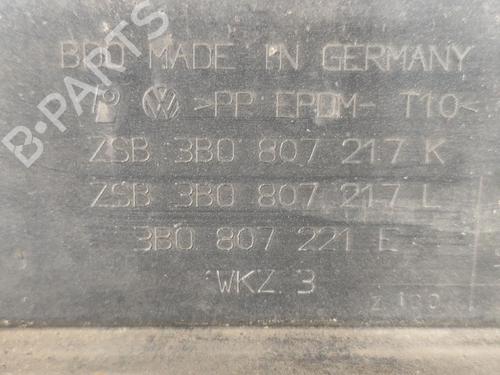 BDO MADE IN GERMANY
>PP EPDM- T10<
ZSB 3B0 807 217 K
ZSB 3B0 807 217 L
3B0 807 221 E
WKZ 3
B-PARTS